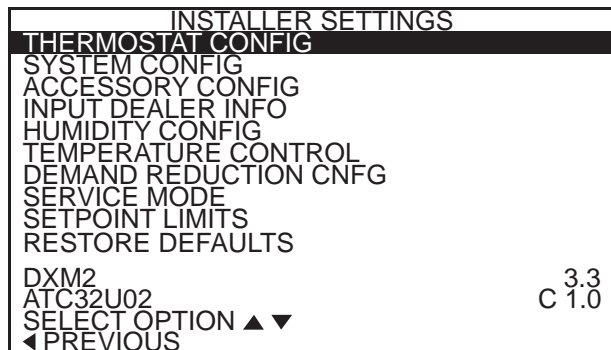 INSTALLER SETTINGS
THERMOSTAT CONFIG
SYSTEM CONFIG
ACCESSORY CONFIG
INPUT DEALER INFO
HUMIDITY CONFIG
TEMPERATURE CONTROL
DEMAND REDUCTION CNFG
SERVICE MODE
SETPOINT LIMITS
RESTORE DEFAULTS
DXM2 3.3
ATC32U02 C 1.0
SELECT OPTION ▲ ▼
◀ PREVIOUS